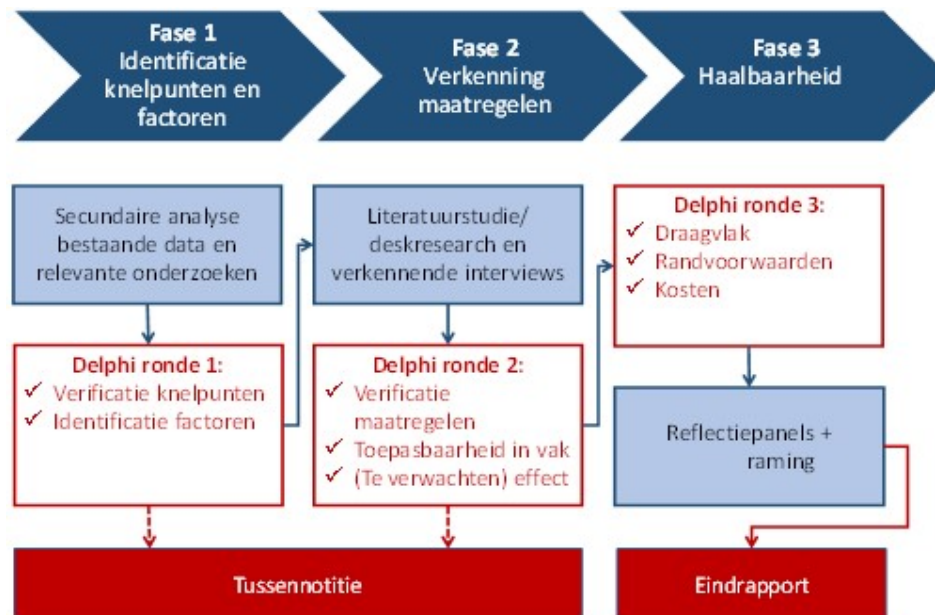 Fase 1
Identificatie
knelpunten en
factoren
Fase 2
Verkenning
maatregelen
Fase 3
Haalbaarheid
Secundaire analyse
bestaande data en
relevante onderzoeken
Literatuurstudie/
deskresearch en
verkennende interviews
Delphi ronde 3:
✓ Draagvlak
✓ Randvoorwaarden
✓ Kosten
Delphi ronde 1:
✓ Verificatie knelpunten
✓ Identificatie factoren
Delphi ronde 2:
✓ Verificatie
maatregelen
✓ Toepasbaarheid in vak
✓ (Te verwachten) effect
Reflectiepanels +
raming
Tussennotitie
Eindrapport